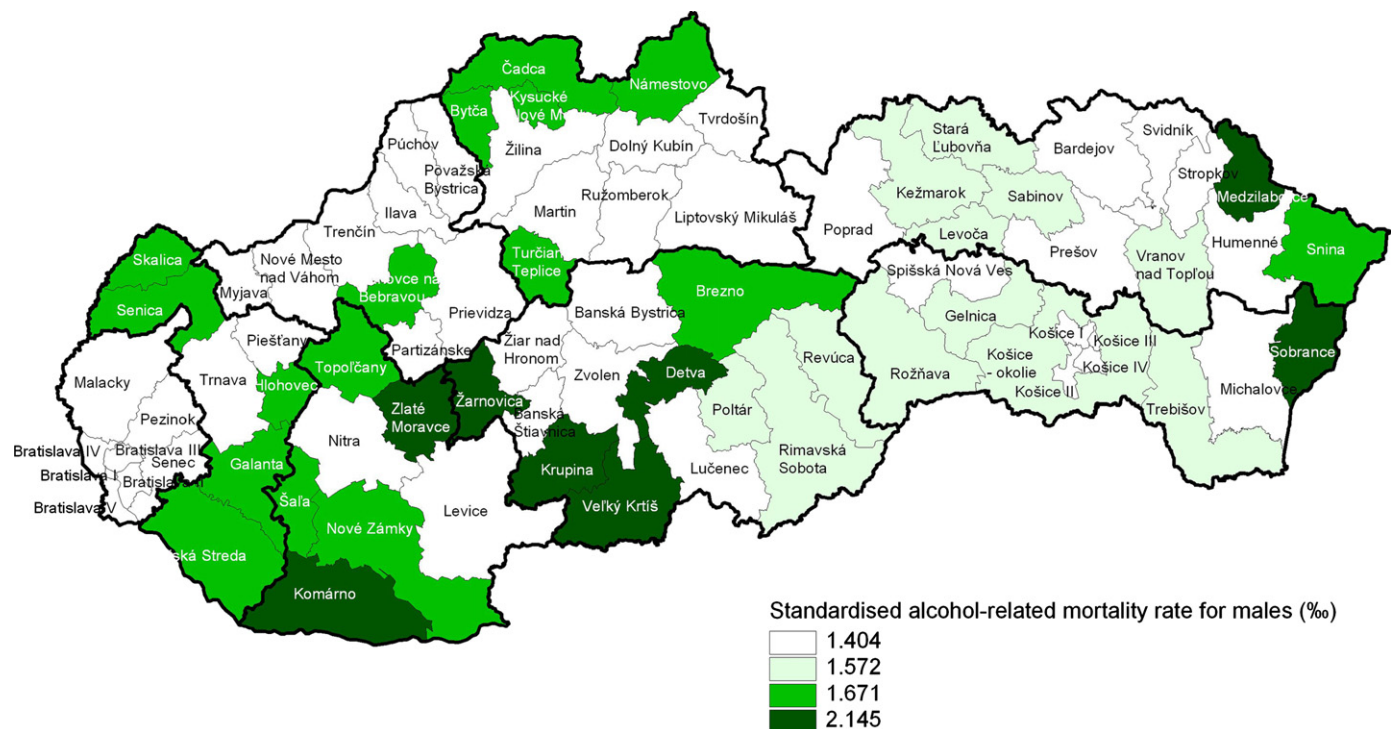 Čadca
Námestovo
Bytča
Kysucké
Tvrdošín
Púchov
Žilina
Dolný Kubín
Považská
Bystrica
Ružomberok
Ilava
Martin
Liptovský Mikuláš
Trenčín
Stará
Ľubovňa
Bardejov
Svidník
Stropkov
Kežmarok
Sabinov
Medzilaborce
Poprad
Levoča
Prešov
Vranov
nad Topľou
Humenné
Snina
Skalica
Nové Mesto
nad Váhom
Turčian
Teplice
Myjava
Bebravou
Senica
Prievidza
Brezno
Banská Bystrica
Spišská Nová Ves
Gelnica
Piešťany
Partizánske
Žiar nad
Hronom
Košice I
Košice III
Malacky
Trnava
Topoľčany
Hlohovec
Zvolen
Detva
Revúca
Rožňava
Košice
- okolie
Košice IV
Košice II
Sobrance
Michalovce
Žarnovica
Zlaté
Moravce
Banská
Štiavnica
Poltár
Trebišov
Pezinok
Nitra
Bratislava IV
Bratislava III
Senec
Galanta
Krupina
Lučenec
Rimavská
Sobota
Bratislava I
Bratislava II
Bratislava V
Šaľa
Nové Zámky
Levice
Veľký Krtíš
ská Streda
Komárno
Standardised alcohol-related mortality rate for males (‰)
1.404
1.572
1.671
2.145